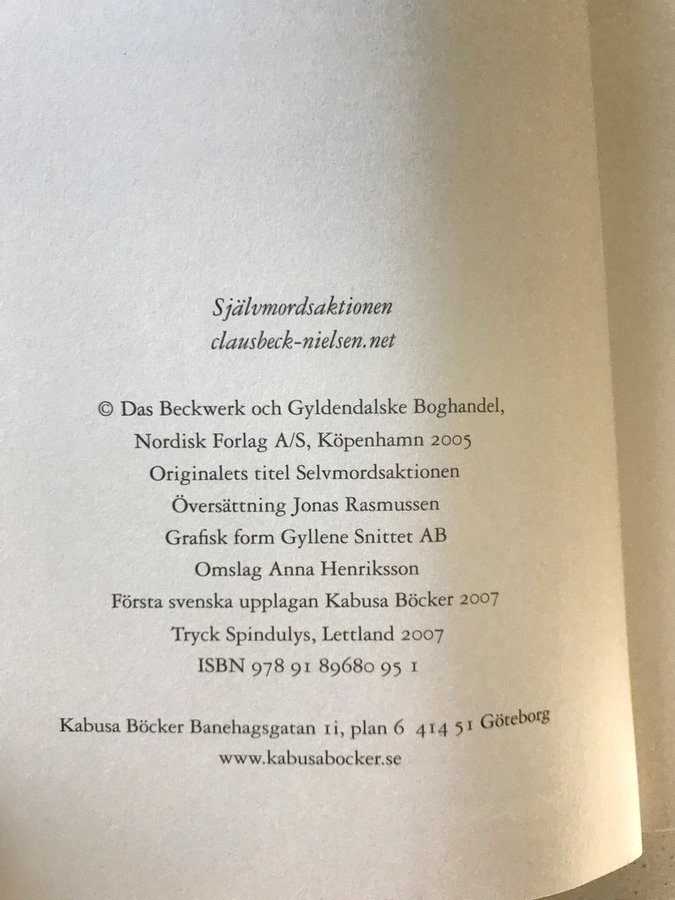 Självmordsaktionen
clausbeck-nielsen.net
© Das Beckwerk och Gyldendalske Boghandel,
Nordisk Forlag A/S, Köpenhamn 2005
Originalets titel Selvmordsaktionen
Översättning Jonas Rasmussen
Grafisk form Gyllene Snittet AB
Omslag Anna Henriksson
Första svenska upplagan Kabusa Böcker 2007
Tryck Spindulys, Lettland 2007
ISBN 978 91 89680 95 1
Kabusa Böcker Banehagsgatan 1i, plan 6 414 51 Göteborg
www.kabusabocker.se